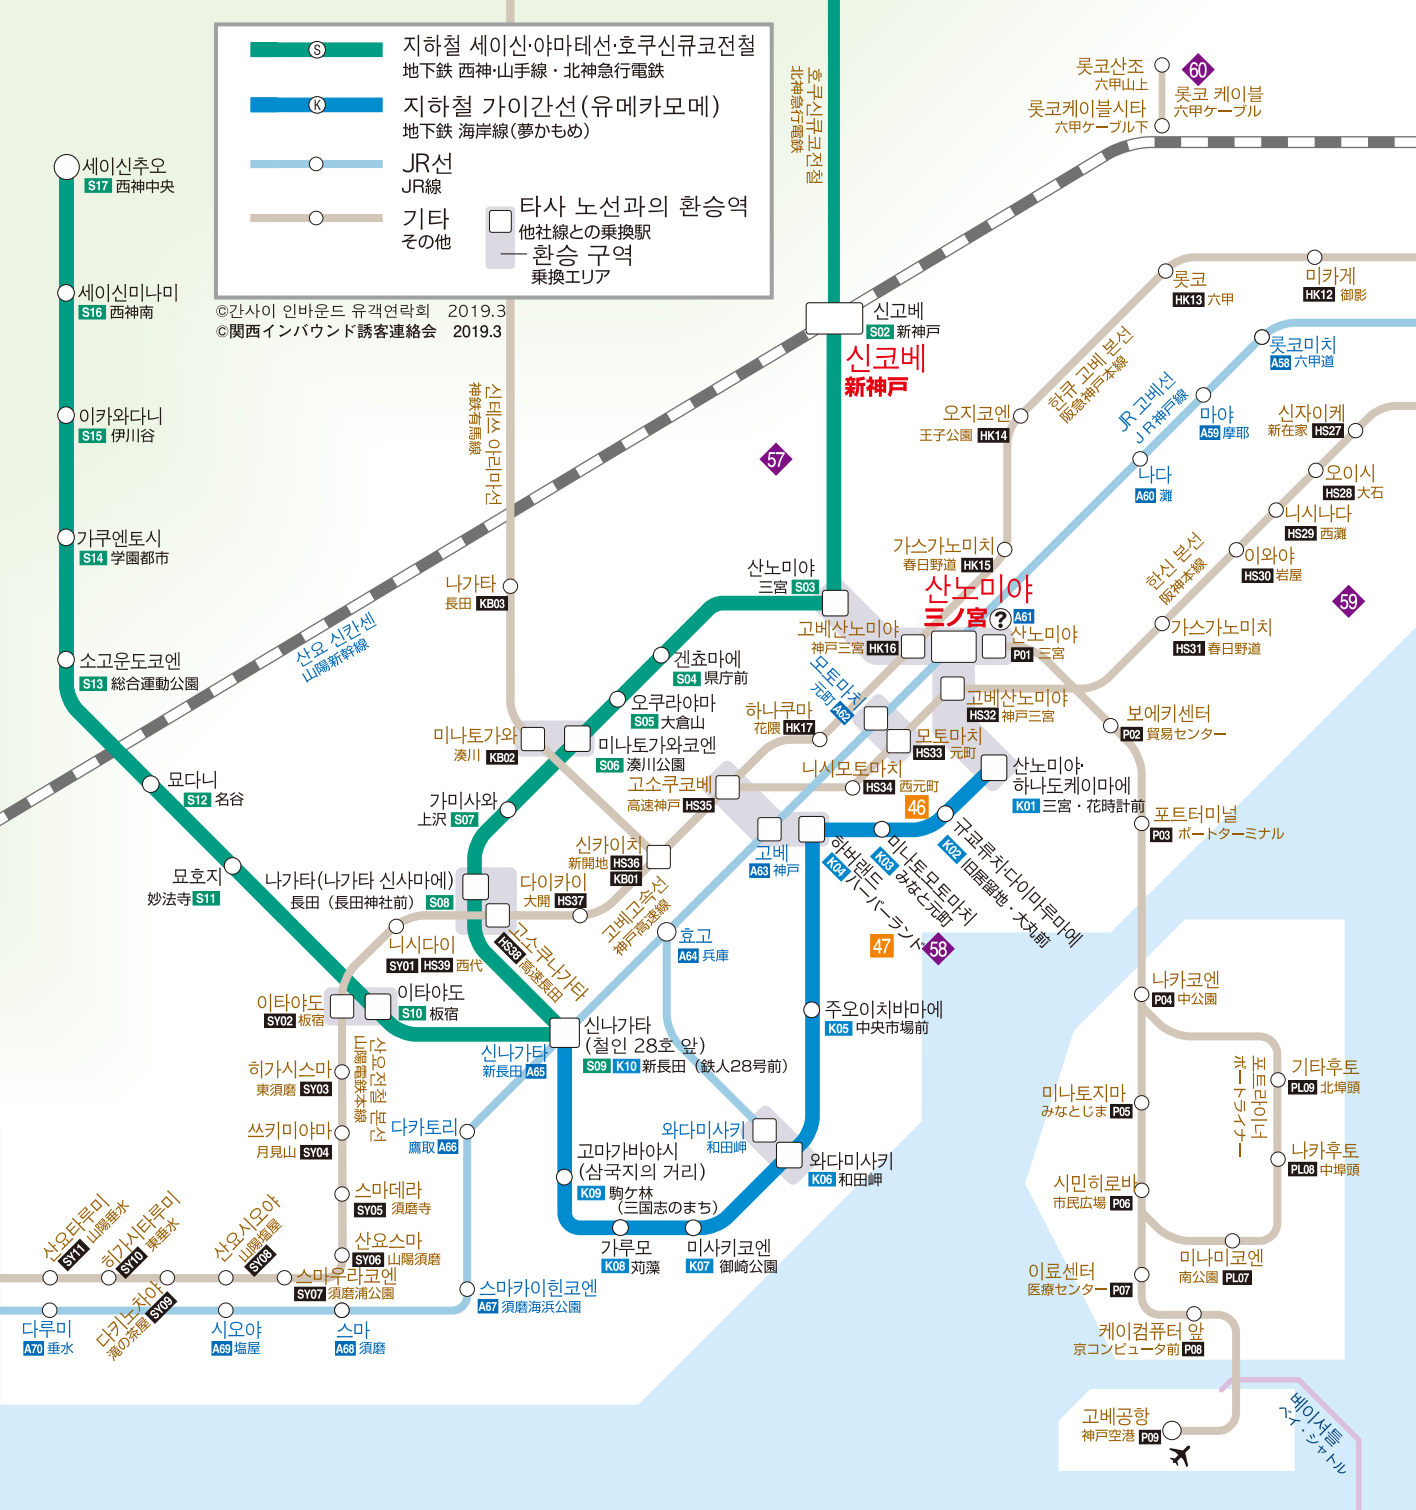 S
지하철 세이신·야마테선·호쿠신큐코전철
地下鉄 西神·山手線・北神急行電鉄
K
지하철 가이간선(유메카모메)
地下鉄 海岸線(夢かもめ)
JR선
JR線
기타
その他
타사 노선과의 환승역
他社線との乗換駅
환승 구역
乗換エリア
©간사이 인바운드 유객연락회 2019.3
©関西インバウンド誘客連絡会 2019.3
호쿠신큐코전철
北神急行電鉄
롯코산조
六甲山上
60
롯코 케이블
六甲ケーブル
롯코케이블시타
六甲ケーブル下
세이신추오
S17 西神中央
세이신미나미
S16 西神南
이카와다니
S15 伊川谷
가쿠엔토시
S14 学園都市
소고운도코엔
S13 総合運動公園
묘다니
S12 名谷
묘호지
妙法寺 S11
이타야도
S10 板宿
신고베
S02 新神戸
신코베
新神戸
롯코
HK13 六甲
미카게
HK12 御影
롯코미치
A58 六甲道
한큐 고베 본선
阪急神戸本線
JR 고베선
JR神戸線
마야
A59 摩耶
신자이케
新在家 HS27
오지코엔
王子公園 HK14
나다
A60 灘
오이시
HS28 大石
니시나다
HS29 西灘
이와야
HS30 岩屋
한신 본선
阪神本線
가스가노미치
HS31 春日野道
59
57
신테쓰 아리마선
神鉄有馬線
산요 신칸센
山陽新幹線
나가타
長田 KB03
가스가노미치
春日野道 HK15
산노미야
三宮 S03
산노미야
三ノ宮 ? A61
고베산노미야
神戸三宮 HK16
산노미야
P01 三宮
겐쵸마에
S04 県庁前
오쿠라야마
S05 大倉山
모토마치
元町 A62
고베산노미야
HS32 神戸三宮
보에키센터
P02 貿易センター
하나쿠마
花隈 HK17
모토마치
HS33 元町
미나토가와
湊川 KB02
미나토가와코엔
S06 湊川公園
고소쿠코베
高速神戸 HS35
니시모토마치
HS34 西元町
46
산노미야·
하나도케이마에
K01 三宮・花時計前
가미사와
上沢 S07
신카이치
新開地 HS36
KB01
고베
A63 神戸
하버랜드
K04 ハーバーランド
미나토모토마치
K03 みなと元町
규쿄류치·다이마루마에
K02 旧居留地・大丸前
포트터미널
P03 ポートターミナル
나가타(나가타 신사마에)
長田(長田神社前) S08
다이카이
大開 HS37
고베고속선
神戸高速線
고소쿠나가타
HS38 高速長田
효고
A64 兵庫
47
58
니시다이
SY01 HS39 西代
이타야도
SY02 板宿
산요전철 본선
山陽電鉄本線
신나가타
新長田 A65
신나가타
(철인 28호 앞)
S09 K10 新長田(鉄人28号前)
주오이치바마에
K05 中央市場前
나카코엔
P04 中公園
히가시스마
東須磨 SY03
쓰키미야마
月見山 SY04
다카토리
鷹取 A66
와다미사키
和田岬
와다미사키
K06 和田岬
고마가바야시
(삼국지의 거리)
K09 駒ケ林
(三国志のまち)
가루모
K08 苅藻
미사키코엔
K07 御崎公園
미나토지마
みなとじま P05
포트라이너
ポートライナー
기타후토
PL09 北埠頭
나카후토
PL08 中埠頭
시민히로바
市民広場 P06
미나미코엔
南公園 PL07
이료센터
医療センター P07
케이컴퓨터 앞
京コンピュータ前 P08
고베공항
神戸空港 P09
베이셔틀
ベイ・シャトル
스마데라
SY05 須磨寺
산요스마
SY06 山陽須磨
스마우라코엔
SY07 須磨浦公園
산요시오야
山陽塩屋
SY08
다키노차야
滝の茶屋 SY09
히가시타루미
SY10 東垂水
산요타루미
SY11 山陽垂水
스마카이힌코엔
A67 須磨海浜公園
스마
A68 須磨
시오야
A69 塩屋
다루미
A70 垂水